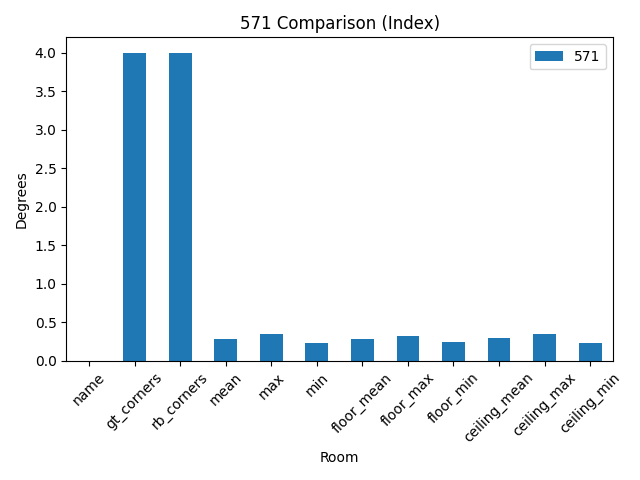 571 Comparison (Index)
571
Degrees
4.0
3.5
3.0
2.5
2.0
1.5
1.0
0.5
0.0
name
gt_corners
rb_corners
mean
max
min
floor_mean
floor_max
floor_min
ceiling_mean
ceiling_max
ceiling_min
Room